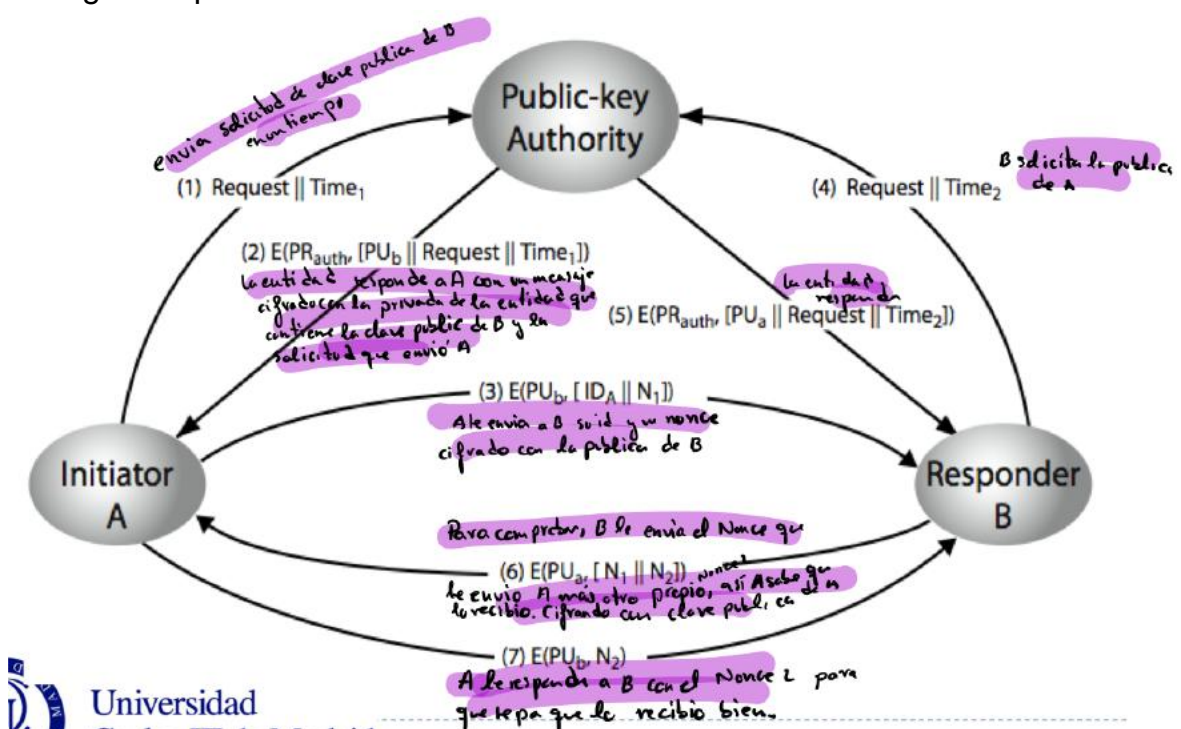 envia solicitud de clave publica de B
en un tiempo
Public-key
Authority
B solicita la publica
de A
(1) Request || Time₁
(4) Request || Time₂
(2) E(PRauth, [PUb || Request || Time₁])
La entidad responde a A con un mensaje
cifrado con la privada de la entidad que
contiene la clave public de B y la
solicitud que envió A
La entidad
responde
(5) E(PRauth, [PUa || Request || Time₂])
(3) E(PUb, [ IDA || N₁])
A le envia a B su id y un nonce
cifrado con la publica de B
Initiator
A
Responder
B
Para comprobar, B le envia el Nonce que
(6) E(PUa, [ N₁ || N₂])
le envio A más otro propio, así A sabe que
lo recibio. Cifrando con clave publica de A
(7) E(PUb, N₂)
A le responde a B con el Nonce 2 para
que sepa que lo recibio bien.
Universidad